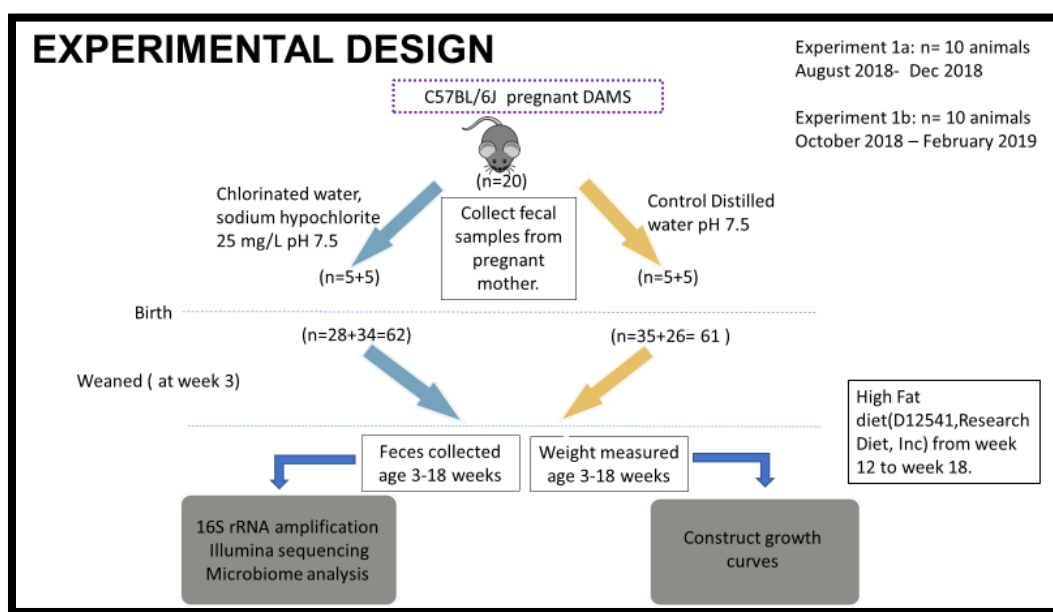 EXPERIMENTAL DESIGN
Experiment 1a: n= 10 animals
August 2018-  Dec 2018
Experiment 1b: n= 10 animals
October 2018 – February 2019
C57BL/6J  pregnant DAMS
(n=20)
Chlorinated water,
sodium hypochlorite
25 mg/L pH 7.5
Collect fecal
samples from
pregnant
mother.
Control Distilled
water pH 7.5
(n=5+5)
(n=5+5)
Birth
(n=28+34=62)
(n=35+26= 61 )
Weaned ( at week 3)
High Fat
diet(D12541,Research
Diet, Inc) from week
12 to week 18.
Feces collected
age 3-18 weeks
Weight measured
age 3-18 weeks
16S rRNA amplification
Illumina sequencing
Microbiome analysis
Construct growth
curves